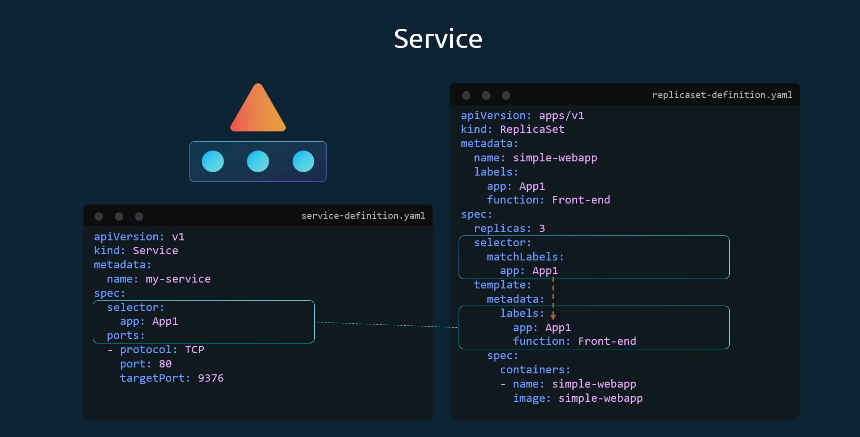 Service
service-definition.yaml
apiVersion: v1
kind: Service
metadata:
  name: my-service
spec:
  selector:
    app: App1
  ports:
  - protocol: TCP
    port: 80
    targetPort: 9376
replicaset-definition.yaml
apiVersion: apps/v1
kind: ReplicaSet
metadata:
  name: simple-webapp
  labels:
    app: App1
    function: Front-end
spec:
  replicas: 3
  selector:
    matchLabels:
      app: App1
  template:
    metadata:
      labels:
        app: App1
        function: Front-end
    spec:
      containers:
      - name: simple-webapp
        image: simple-webapp